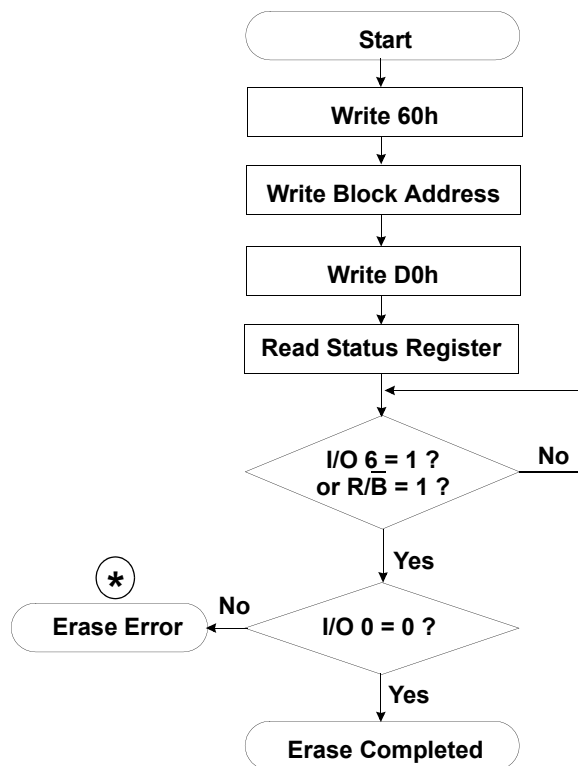 Start
Write 60h
Write Block Address
Write D0h
Read Status Register
I/O 6 = 1 ?
or R/B̅ = 1 ?
No
Yes
*
No
Erase Error
I/O 0 = 0 ?
Yes
Erase Completed